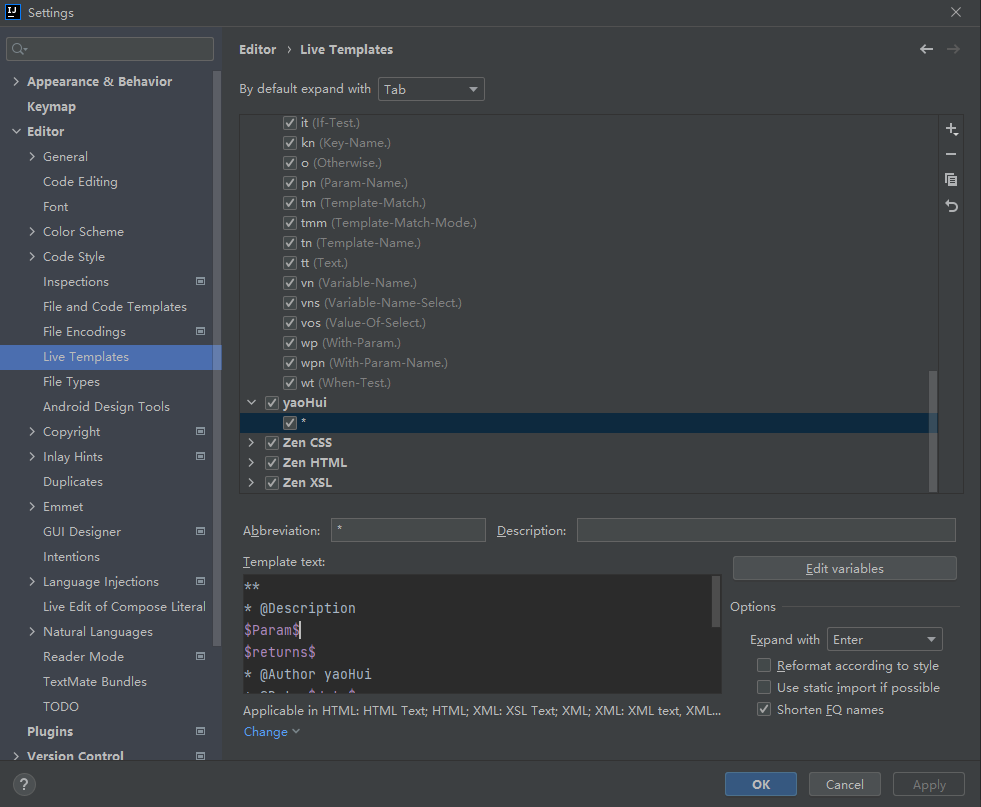 IJ Settings
Appearance & Behavior
Keymap
Editor
General
Code Editing
Font
Color Scheme
Code Style
Inspections
File and Code Templates
File Encodings
Live Templates
File Types
Android Design Tools
Copyright
Inlay Hints
Duplicates
Emmet
GUI Designer
Intentions
Language Injections
Live Edit of Compose Literal
Natural Languages
Reader Mode
TextMate Bundles
TODO
Plugins
Version Control
Editor › Live Templates
By default expand with Tab
it (If-Test.)
kn (Key-Name.)
o (Otherwise.)
pn (Param-Name.)
tm (Template-Match.)
tmm (Template-Match-Mode.)
tn (Template-Name.)
tt (Text.)
vn (Variable-Name.)
vns (Variable-Name-Select.)
vos (Value-Of-Select.)
wp (With-Param.)
wpn (With-Param-Name.)
wt (When-Test.)
yaoHui
*
Zen CSS
Zen HTML
Zen XSL
Abbreviation: * Description:
Template text:
**
* @Description
$Param$
$returns$
* @Author yaoHui
Edit variables
Options
Expand with Enter
Reformat according to style
Use static import if possible
Shorten FQ names
Applicable in HTML: HTML Text; HTML; XML: XSL Text; XML; XML: XML text, XML...
Change
? OK Cancel Apply